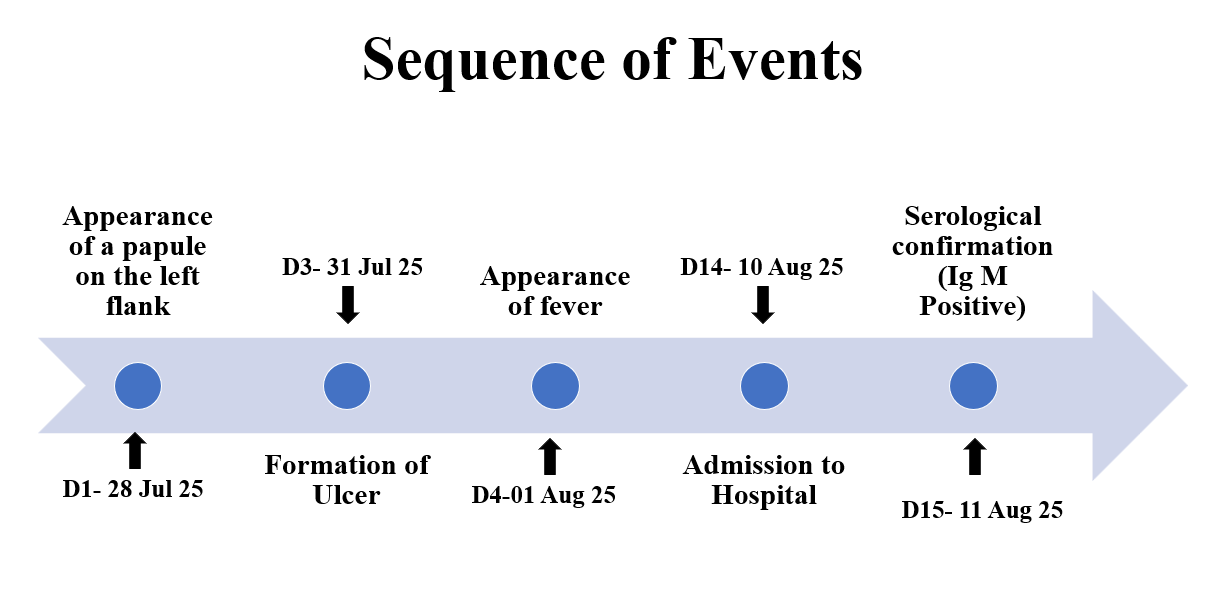 Sequence of Events
Appearance
of a papule
on the left
flank
D1- 28 Jul 25
D3- 31 Jul 25
Formation of
Ulcer
Appearance
of fever
D4-01 Aug 25
D14- 10 Aug 25
Admission to
Hospital
Serological
confirmation
(Ig M
Positive)
D15- 11 Aug 25